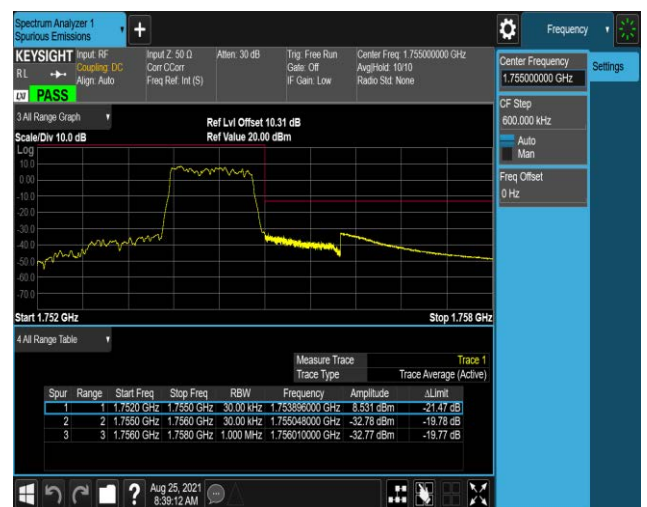 Spectrum Analyzer 1
Spurious Emissions
Frequency
KEYSIGHT
RL
Input: RF
Coupling: DC
Align: Auto
Input Z: 50 Ω
Corr CCorr
Freq Ref: Int (S)
Atten: 30 dB
Trig: Free Run
Gate: Off
IF Gain: Low
Center Freq: 1.755000000 GHz
Avg|Hold: 10/10
Radio Std: None
LXI PASS
Center Frequency
1.755000000 GHz
Settings
CF Step
600.000 kHz
Auto
Man
Freq Offset
0 Hz
3 All Range Graph
Scale/Div 10.0 dB
Ref Lvl Offset 10.31 dB
Ref Value 20.00 dBm
Log
10.0
0.00
-10.0
-20.0
-30.0
-40.0
-50.0
-60.0
-70.0
Start 1.752 GHz
Stop 1.758 GHz
4 All Range Table
Measure Trace Trace 1
Trace Type Trace Average (Active)
Spur Range Start Freq Stop Freq RBW Frequency Amplitude ΔLimit
1 1 1.7520 GHz 1.7550 GHz 30.00 kHz 1.753896000 GHz 8.531 dBm -21.47 dB
2 2 1.7550 GHz 1.7560 GHz 30.00 kHz 1.755048000 GHz -32.78 dBm -19.78 dB
3 3 1.7560 GHz 1.7580 GHz 1.000 MHz 1.756010000 GHz -32.77 dBm -19.77 dB
Aug 25, 2021
8:39:12 AM